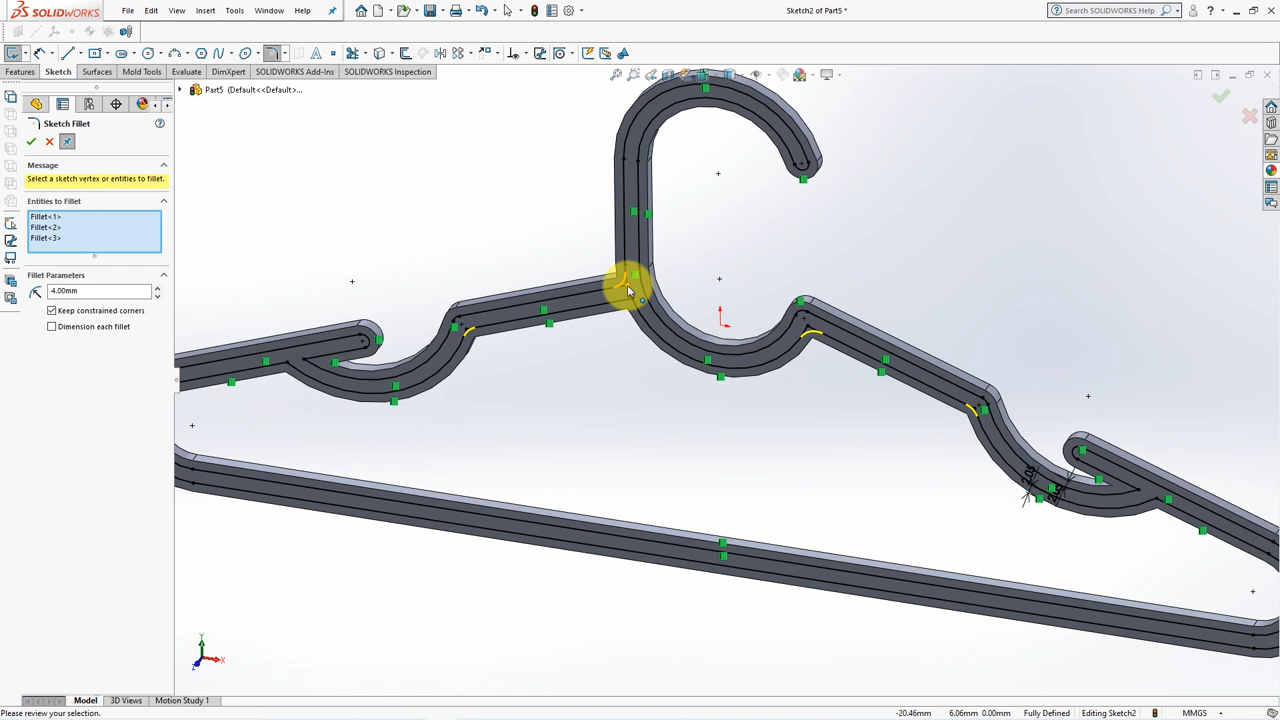 SOLIDWORKS
File Edit View Insert Tools Window Help
Sketch2 of Part5 *
Search SOLIDWORKS Help
Features Sketch Surfaces Mold Tools Evaluate DimXpert SOLIDWORKS Add-Ins SOLIDWORKS Inspection
Part5 (Default<<Default>...
Sketch Fillet
Message
Select a sketch vertex or entities to fillet.
Entities to Fillet
Fillet<1>
Fillet<2>
Fillet<3>
Fillet Parameters
4.00mm
Keep constrained corners
Dimension each fillet
Y
X
Z
Model 3D Views Motion Study 1
Please review your selection.
-20.46mm 6.06mm 0.00mm Fully Defined Editing Sketch2 MMGS